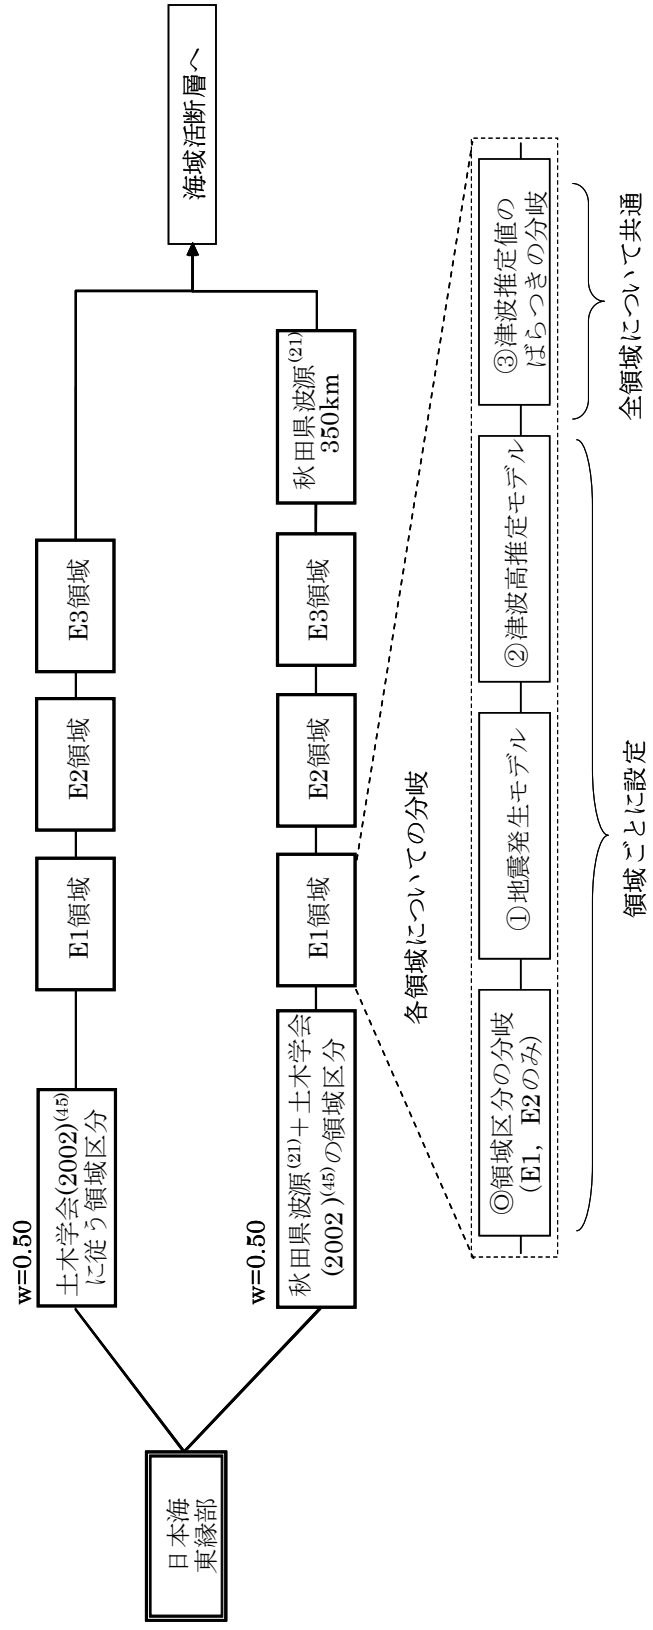 日本海
東縁部
w=0.50
土木学会(2002)(45)
に従う領域区分
E1領域
E2領域
E3領域
海域活断層へ
w=0.50
秋田県波源(21)＋土木学会
(2002)(45)の領域区分
E1領域
E2領域
E3領域
秋田県波源(21)
350km
各領域についての分岐
⓪領域区分の分岐
(E1，E2のみ)
①地震発生モデル
②津波高推定モデル
③津波推定値の
ばらつきの分岐
領域ごとに設定
全領域について共通